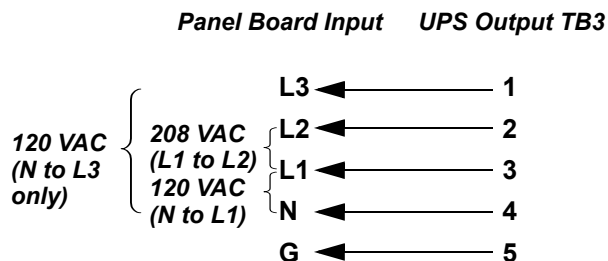 Panel Board Input UPS Output TB3
L3 1
L2 2
L1 3
N 4
G 5
120 VAC
(N to L3
only)
208 VAC
(L1 to L2)
120 VAC
(N to L1)